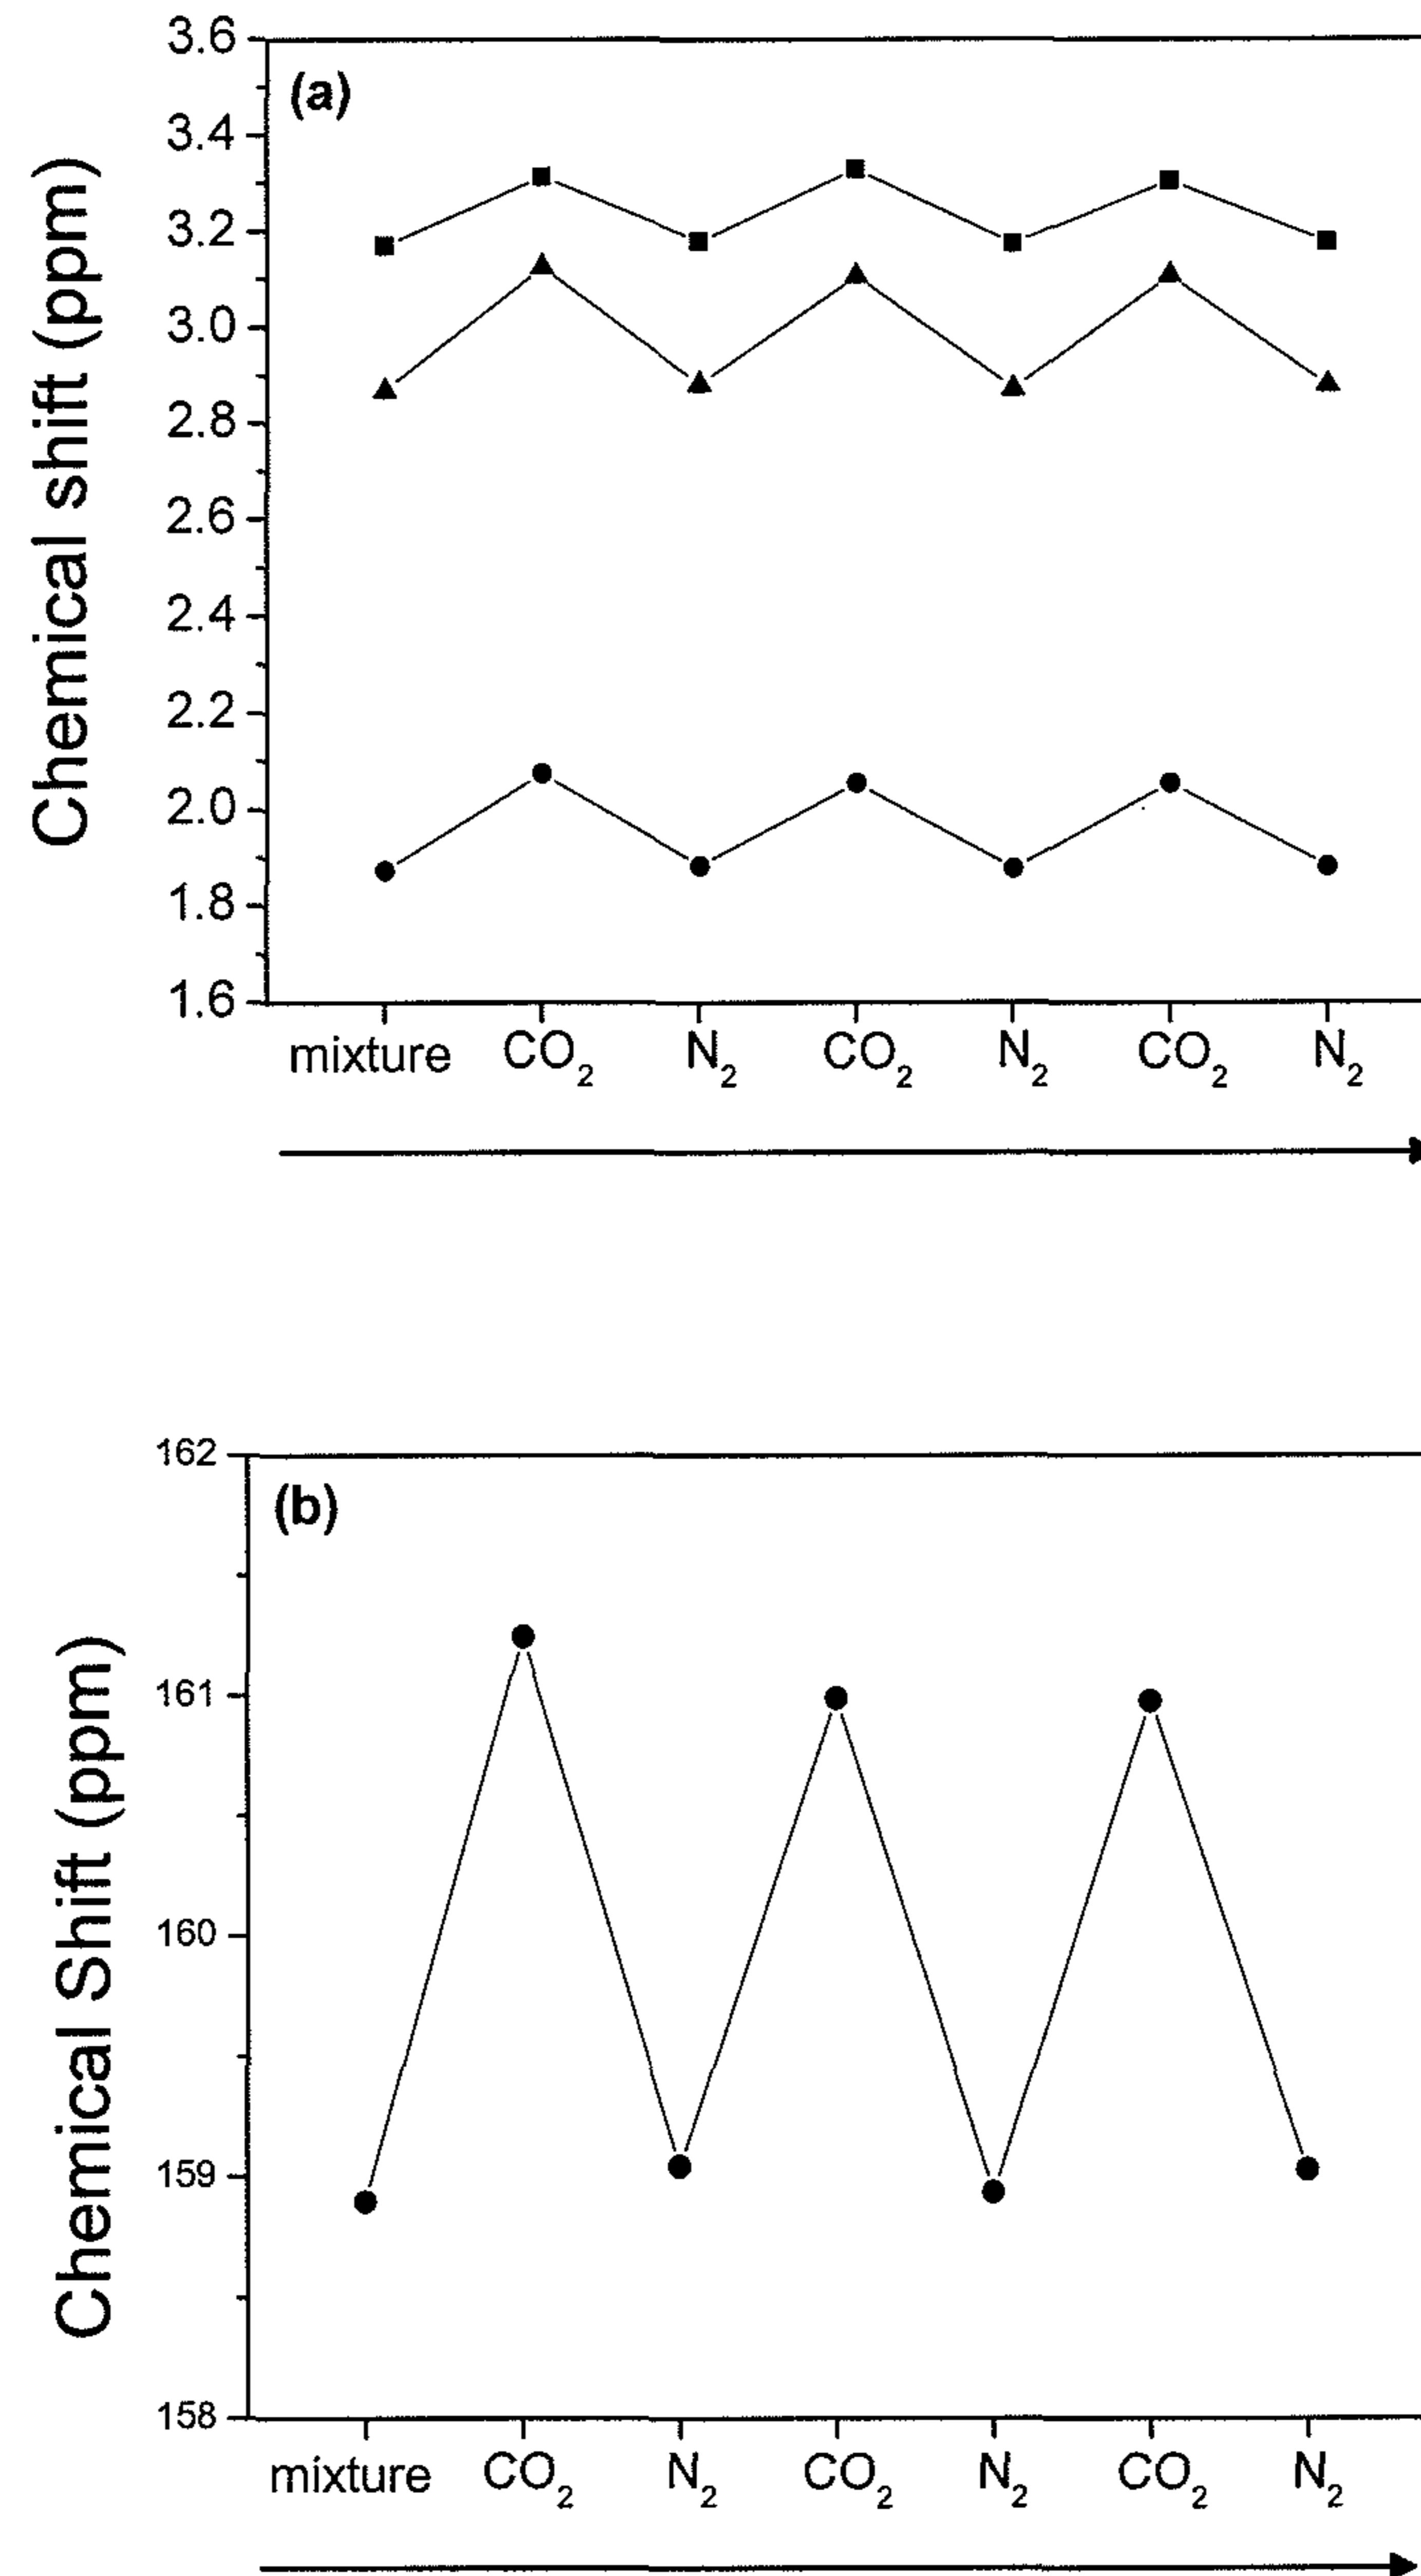 (a)
Chemical shift (ppm)
3.6
3.4
3.2
3.0
2.8
2.6
2.4
2.2
2.0
1.8
1.6
mixture CO₂ N₂ CO₂ N₂ CO₂ N₂
(b)
Chemical Shift (ppm)
162
161
160
159
158
mixture CO₂ N₂ CO₂ N₂ CO₂ N₂